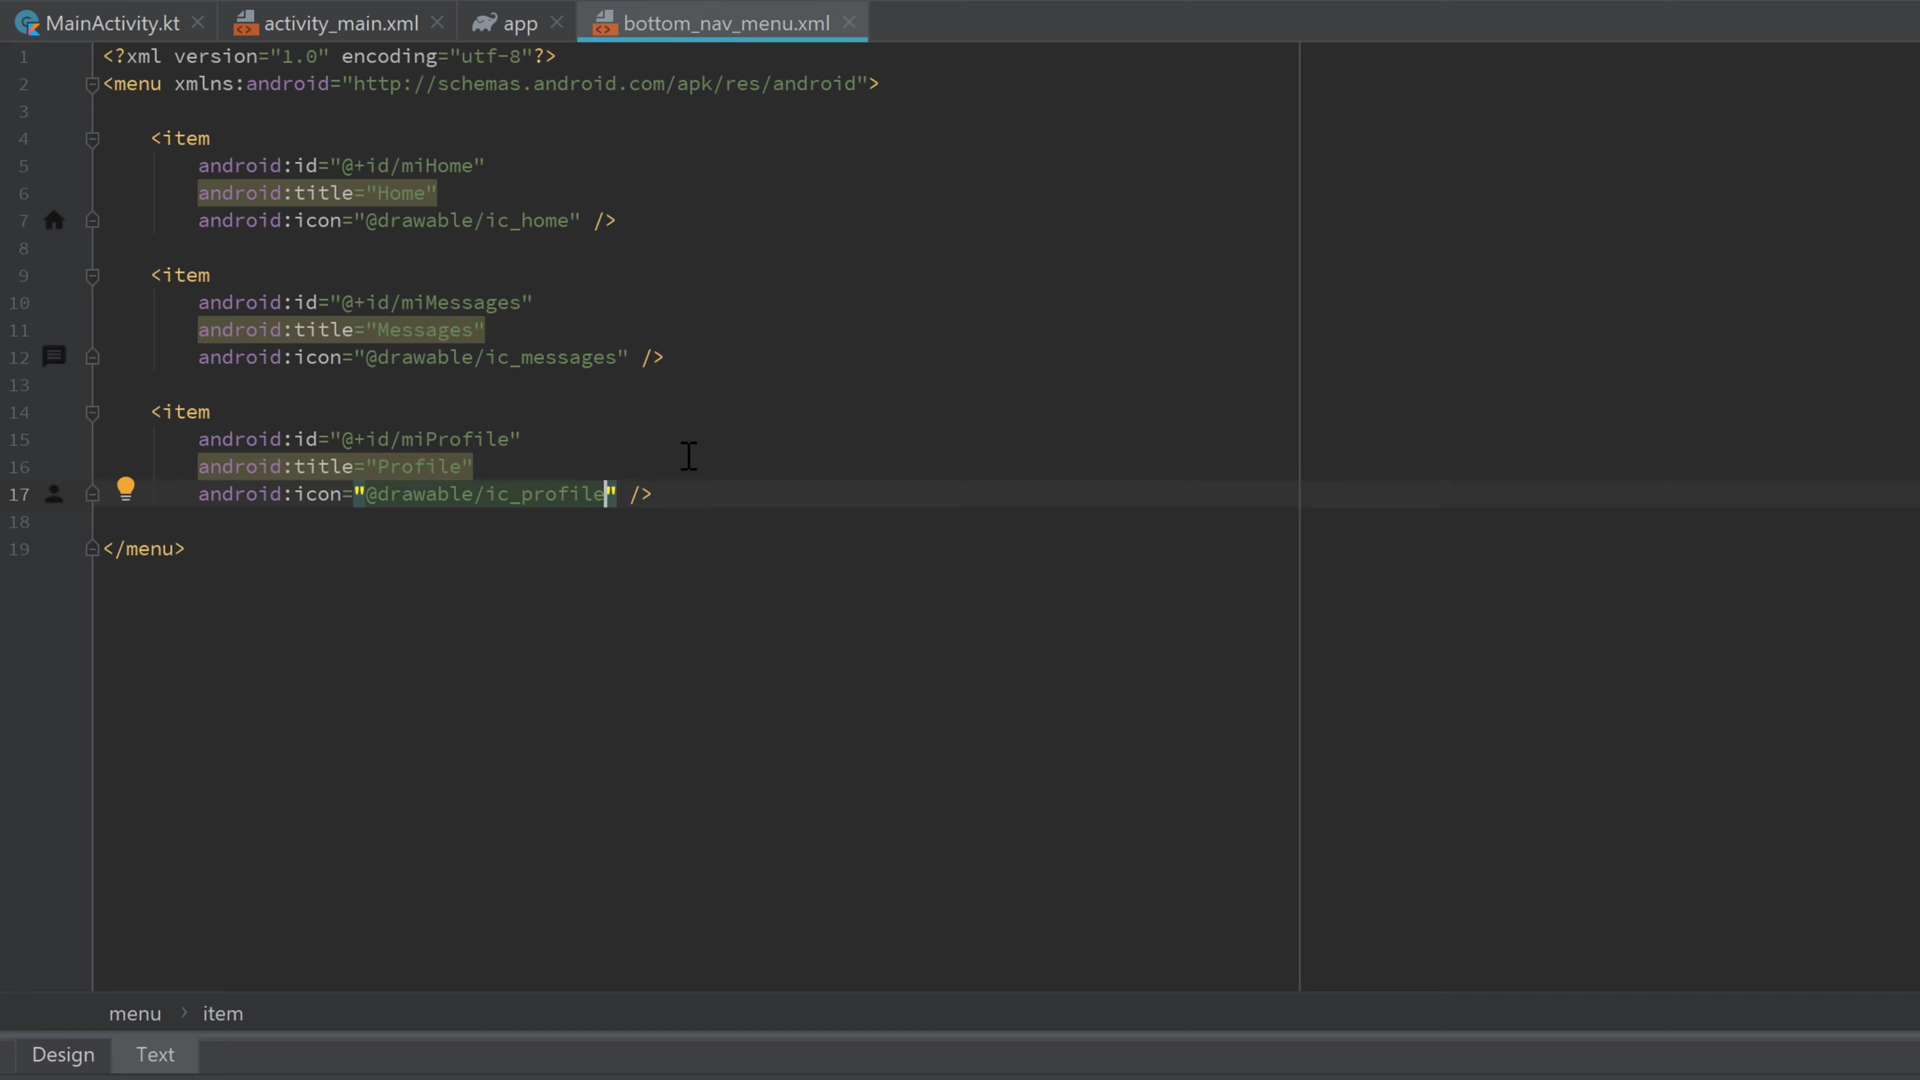 MainActivity.kt activity_main.xml app bottom_nav_menu.xml
1 <?xml version="1.0" encoding="utf-8"?>
2 <menu xmlns:android="http://schemas.android.com/apk/res/android">
3
4 <item
5 android:id="@+id/miHome"
6 android:title="Home"
7 android:icon="@drawable/ic_home" />
8
9 <item
10 android:id="@+id/miMessages"
11 android:title="Messages"
12 android:icon="@drawable/ic_messages" />
13
14 <item
15 android:id="@+id/miProfile"
16 android:title="Profile"
17 android:icon="@drawable/ic_profile" />
18
19 </menu>
menu › item
Design Text